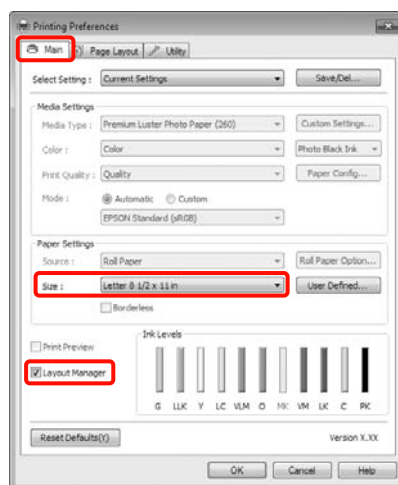 Printing Preferences
Main Page Layout Utility
Select Setting : Current Settings Save/Del...
Media Settings
Media Type : Premium Luster Photo Paper (260) Custom Settings...
Color : Color Photo Black Ink
Print Quality : Quality Paper Config...
Mode : Automatic Custom
EPSON Standard (sRGB)
Paper Settings
Source : Roll Paper Roll Paper Option...
Size : Letter 8 1/2 x 11 in User Defined...
Borderless
Ink Levels
Print Preview
Layout Manager
G LLK Y LC VLM O MK VM LK C PK
Reset Defaults(Y) Version X.XX
OK Cancel Help